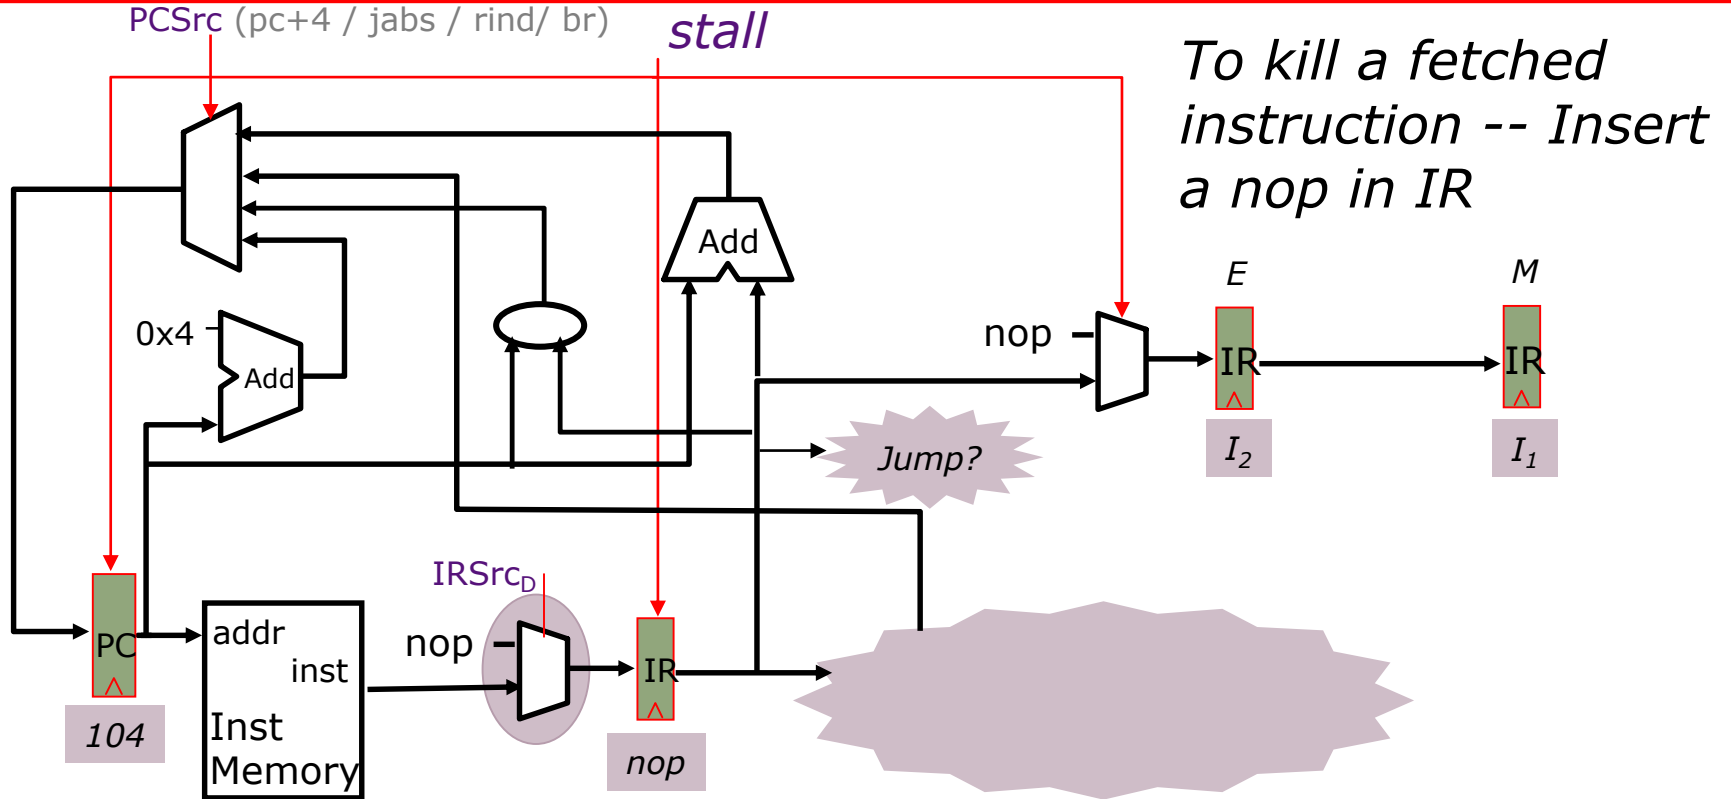 PCSrc (pc+4 / jabs / rind/ br)
stall
To kill a fetched
instruction -- Insert
a nop in IR
Add
E
M
0x4
Add
nop
IR
IR
Jump?
I2
I1
IRSrcD
PC
addr
inst
nop
IR
Inst
Memory
104
nop